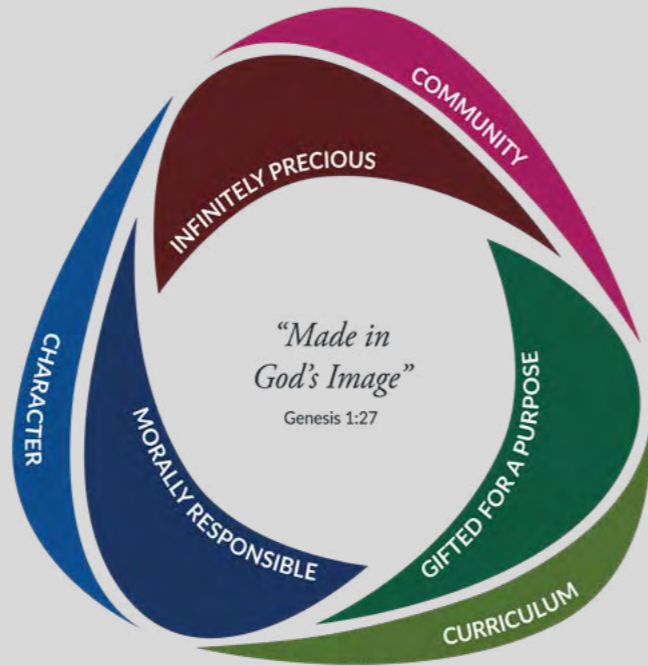 COMMUNITY
INFINITELY PRECIOUS
“Made in
God’s Image”
Genesis 1:27
CHARACTER
MORALLY RESPONSIBLE
GIFTED FOR A PURPOSE
CURRICULUM